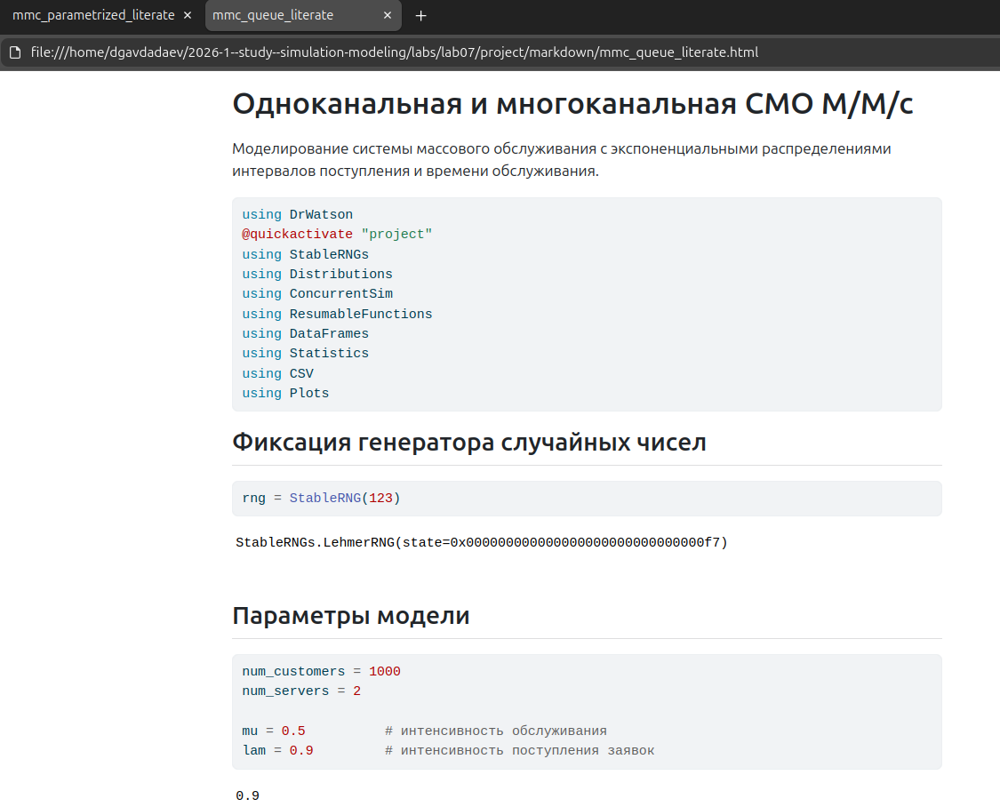 mmc_parametrized_literate ×
mmc_queue_literate ×
+
file:///home/dgavdadaev/2026-1--study--simulation-modeling/labs/lab07/project/markdown/mmc_queue_literate.html
Одноканальная и многоканальная СМО M/M/c
Моделирование системы массового обслуживания с экспоненциальными распределениями
интервалов поступления и времени обслуживания.
using DrWatson
@quickactivate "project"
using StableRNGs
using Distributions
using ConcurrentSim
using ResumableFunctions
using DataFrames
using Statistics
using CSV
using Plots
Фиксация генератора случайных чисел
rng = StableRNG(123)
StableRNGs.LehmerRNG(state=0x000000000000000000000000000000f7)
Параметры модели
num_customers = 1000
num_servers = 2
mu = 0.5 # интенсивность обслуживания
lam = 0.9 # интенсивность поступления заявок
0.9